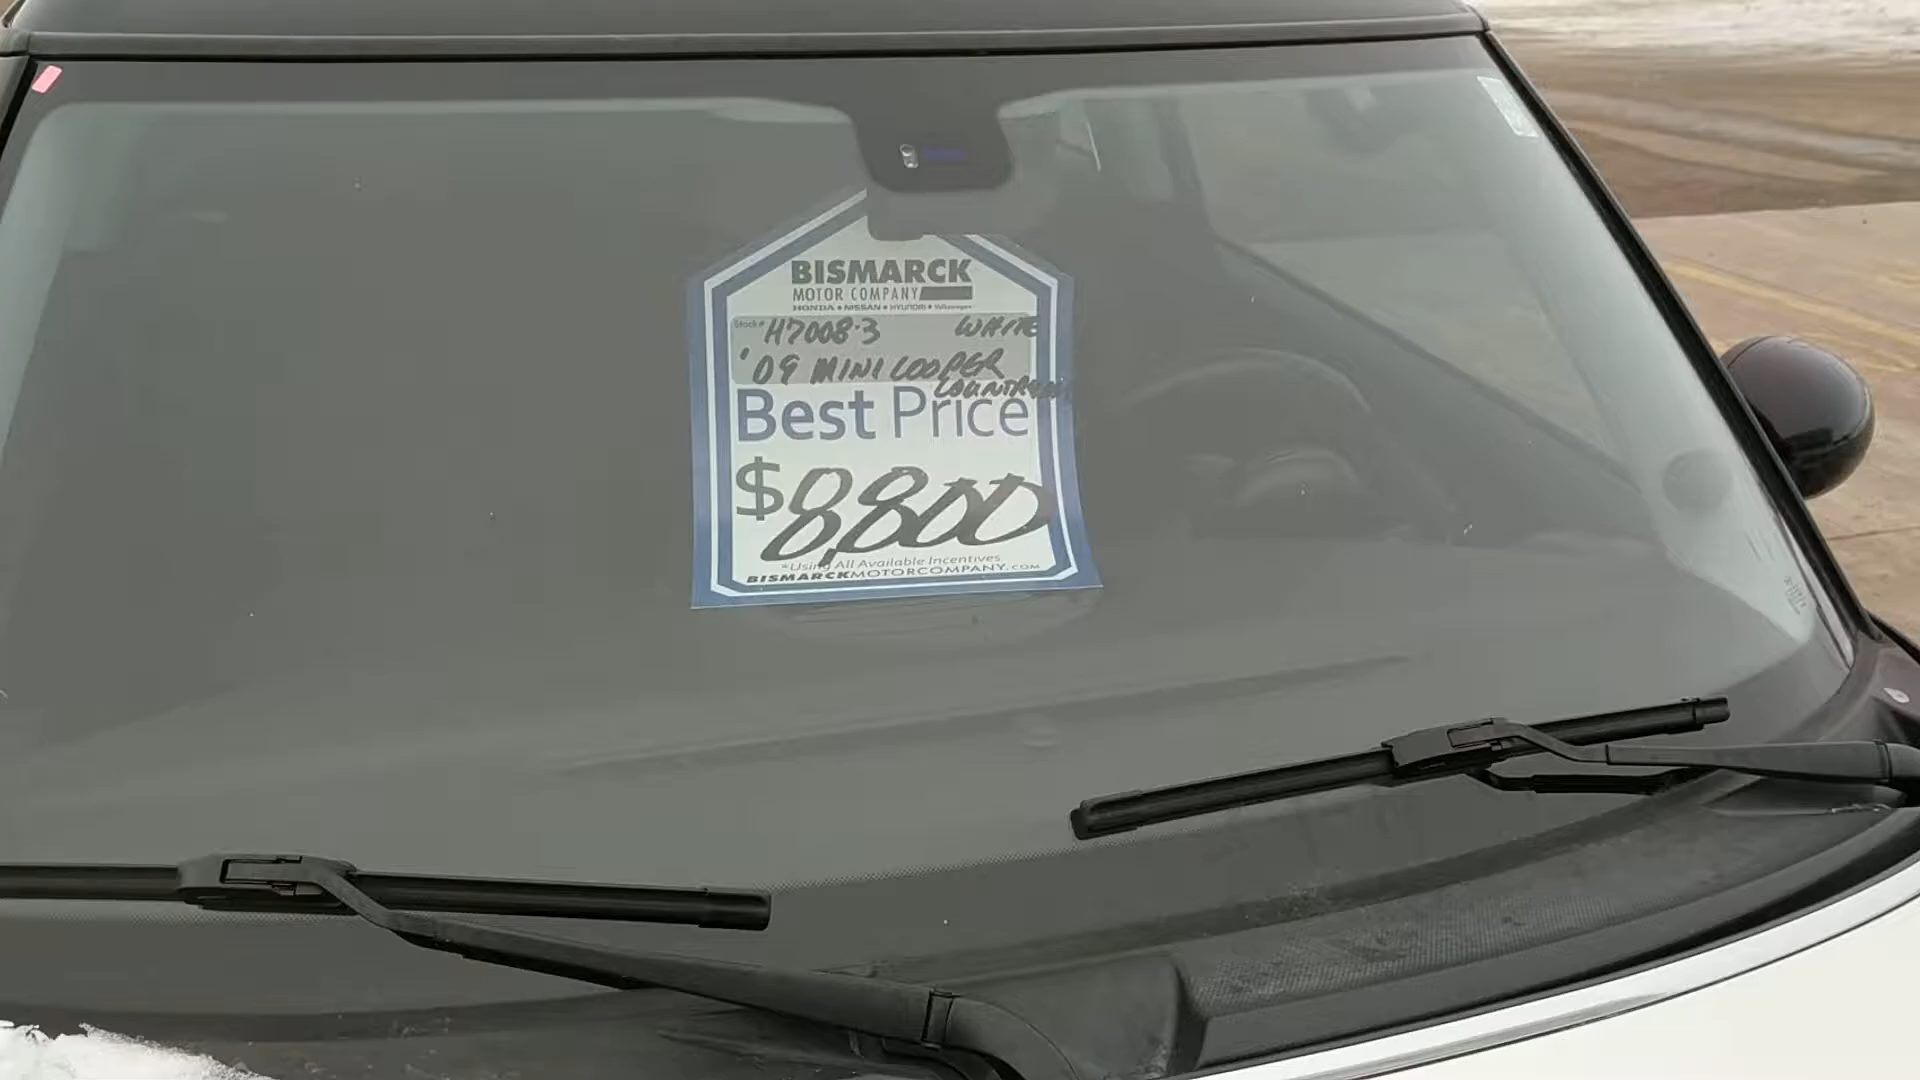 BISMARCK
MOTOR COMPANY
HONDA • NISSAN • HYUNDAI • Volkswagen
Stock# H7008-3 WHITE
'09 MINI COOPER
Best Price
$8,800
*Using All Available Incentives
BISMARCKMOTORCOMPANY.COM